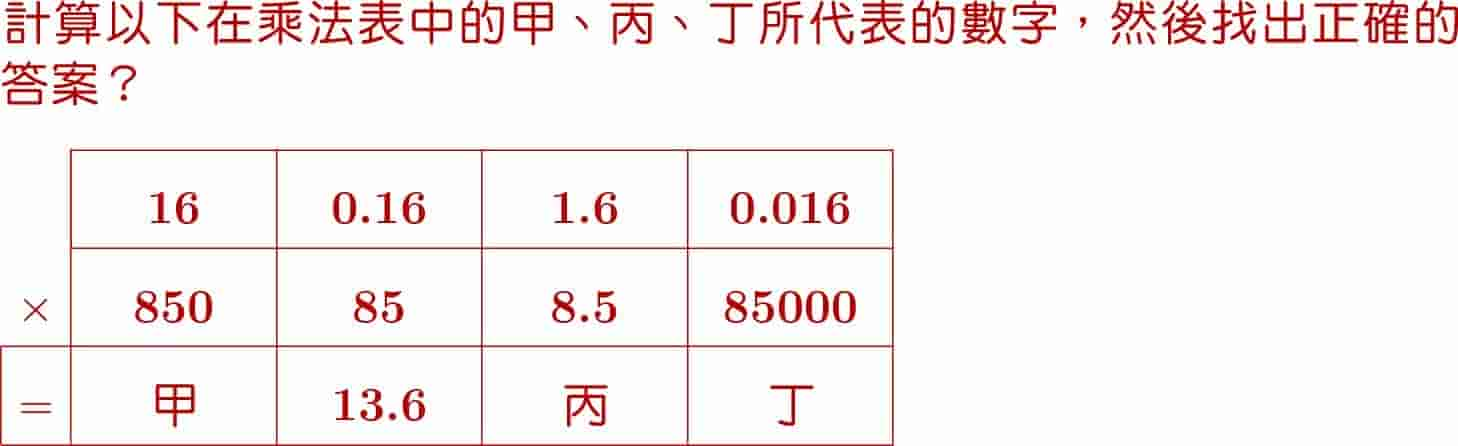 計算以下在乘法表中的甲、丙、丁所代表的數字，然後找出正確的
答案？
16 0.16 1.6 0.016
× 850 85 8.5 85000
= 甲 13.6 丙 丁